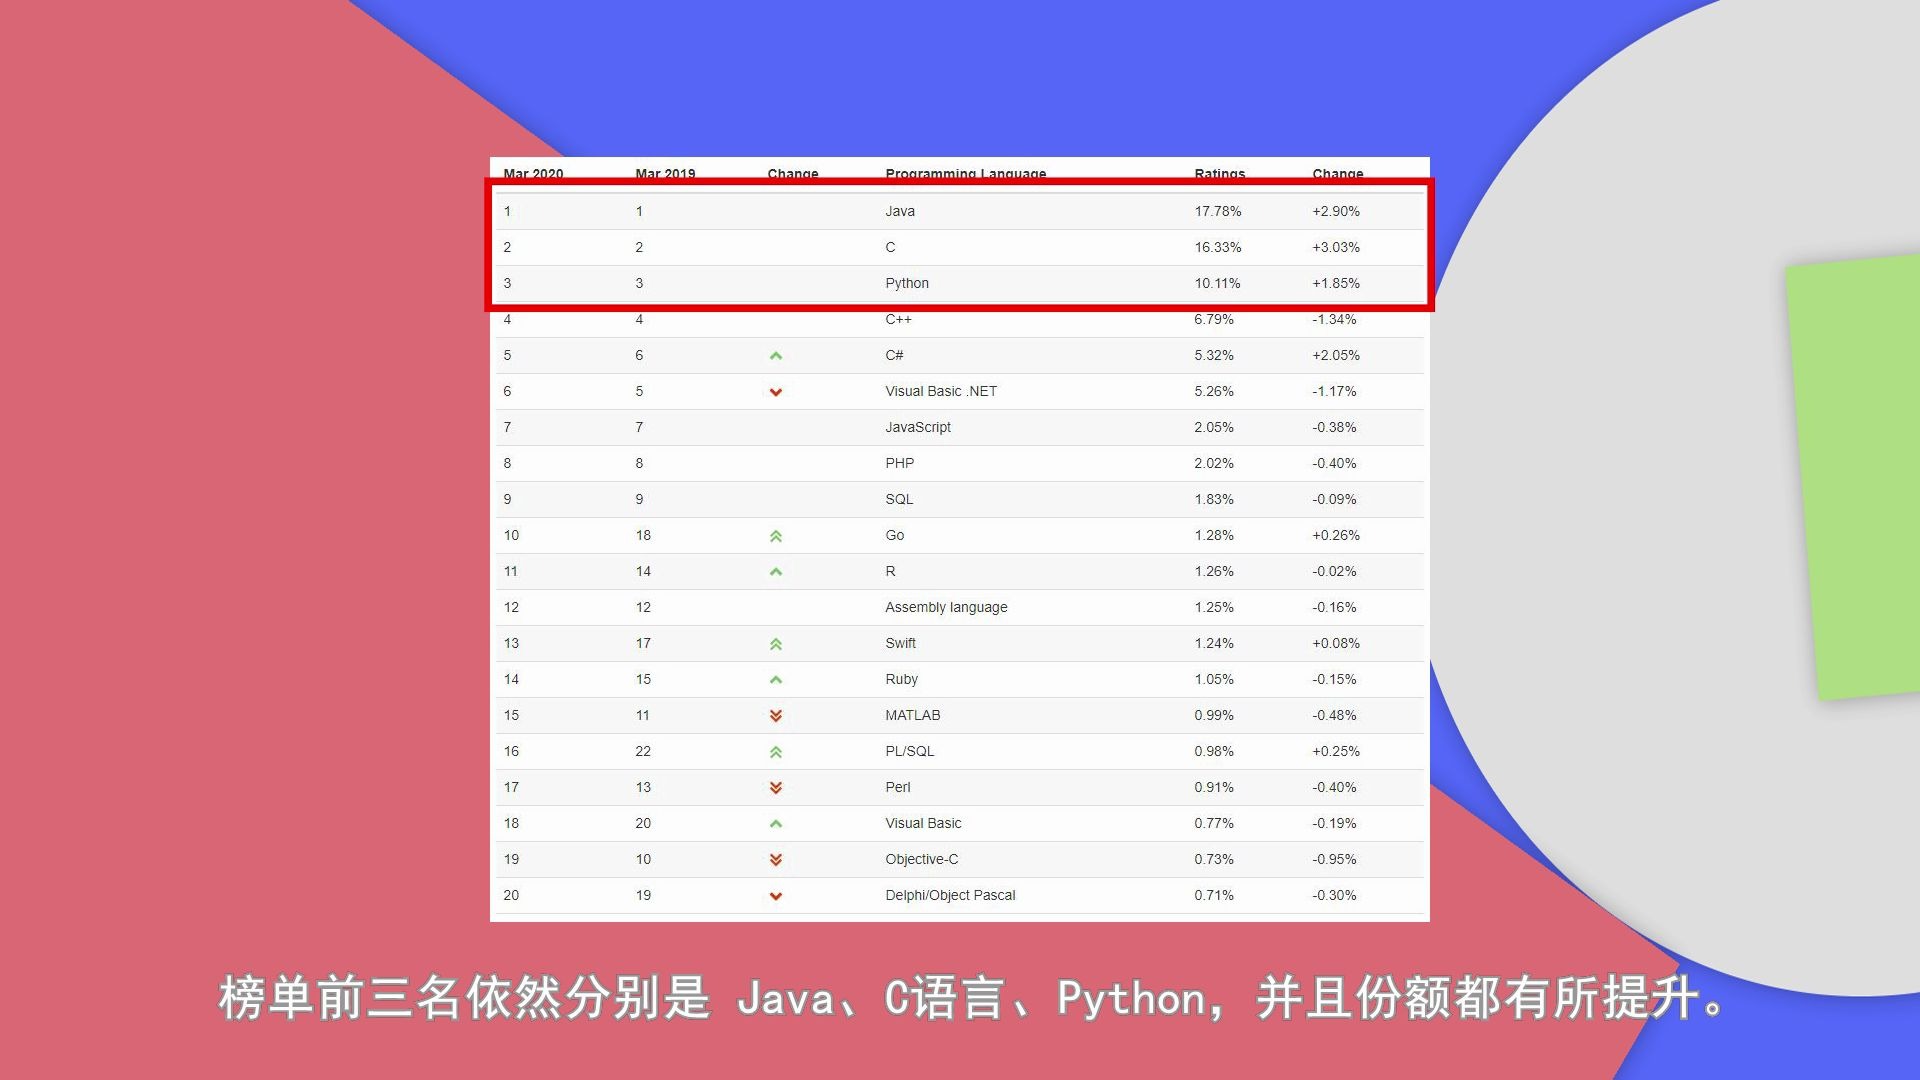 Mar 2020 Mar 2019 Change Programming Language Ratings Change
1 1 Java 17.78% +2.90%
2 2 C 16.33% +3.03%
3 3 Python 10.11% +1.85%
4 4 C++ 6.79% -1.34%
5 6 C# 5.32% +2.05%
6 5 Visual Basic .NET 5.26% -1.17%
7 7 JavaScript 2.05% -0.38%
8 8 PHP 2.02% -0.40%
9 9 SQL 1.83% -0.09%
10 18 Go 1.28% +0.26%
11 14 R 1.26% -0.02%
12 12 Assembly language 1.25% -0.16%
13 17 Swift 1.24% +0.08%
14 15 Ruby 1.05% -0.15%
15 11 MATLAB 0.99% -0.48%
16 22 PL/SQL 0.98% +0.25%
17 13 Perl 0.91% -0.40%
18 20 Visual Basic 0.77% -0.19%
19 10 Objective-C 0.73% -0.95%
20 19 Delphi/Object Pascal 0.71% -0.30%
榜单前三名依然分别是 Java、C语言、Python，并且份额都有所提升。